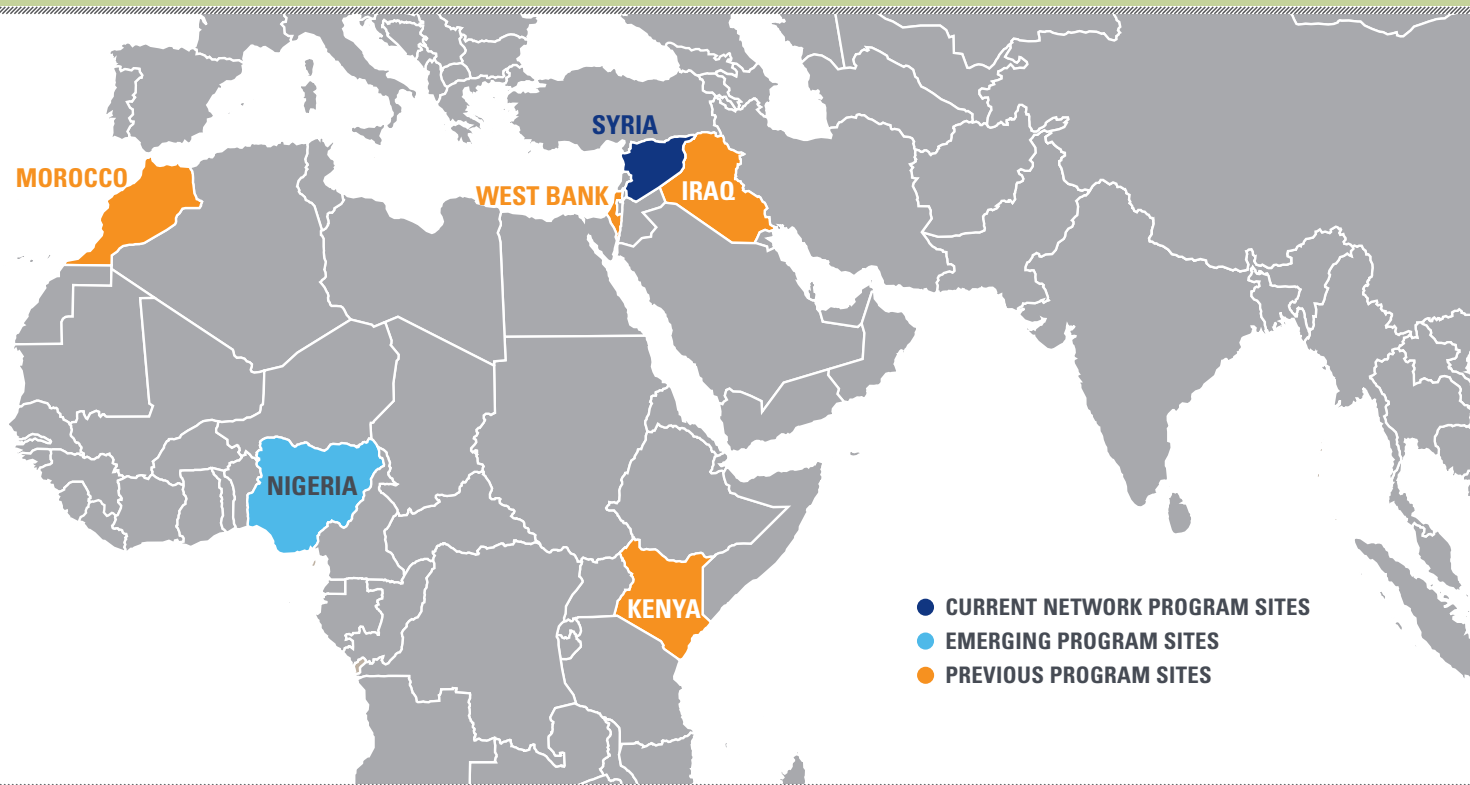 SYRIA
MOROCCO
WEST BANK
IRAQ
NIGERIA
KENYA
CURRENT NETWORK PROGRAM SITES
EMERGING PROGRAM SITES
PREVIOUS PROGRAM SITES